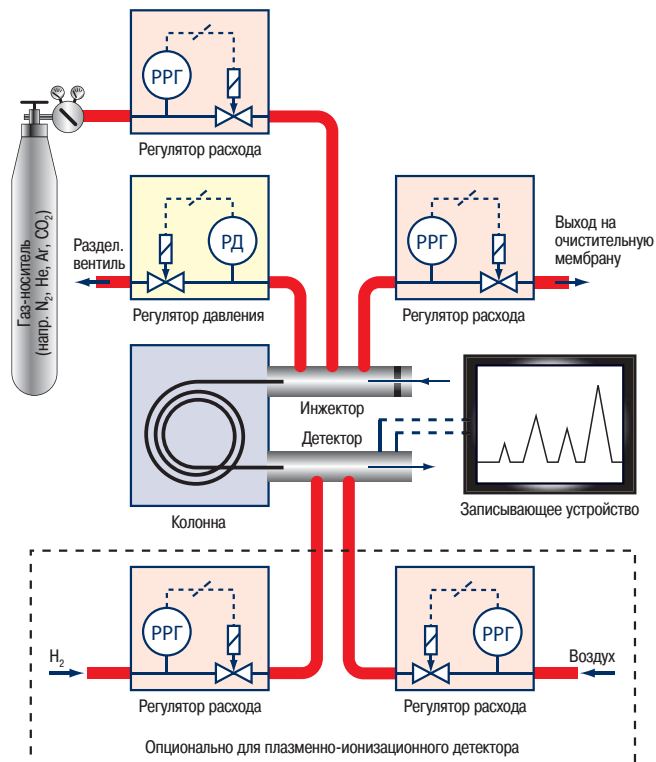 РРГ
Регулятор расхода
Газ-носитель
(напр. N₂, He, Ar, CO₂)
Раздел.
вентиль
РД
Регулятор давления
РРГ
Регулятор расхода
Выход на
очистительную
мембрану
Инжектор
Детектор
Колонна
Записывающее устройство
H₂
РРГ
Регулятор расхода
РРГ
Регулятор расхода
Воздух
Опционально для плазменно-ионизационного детектора